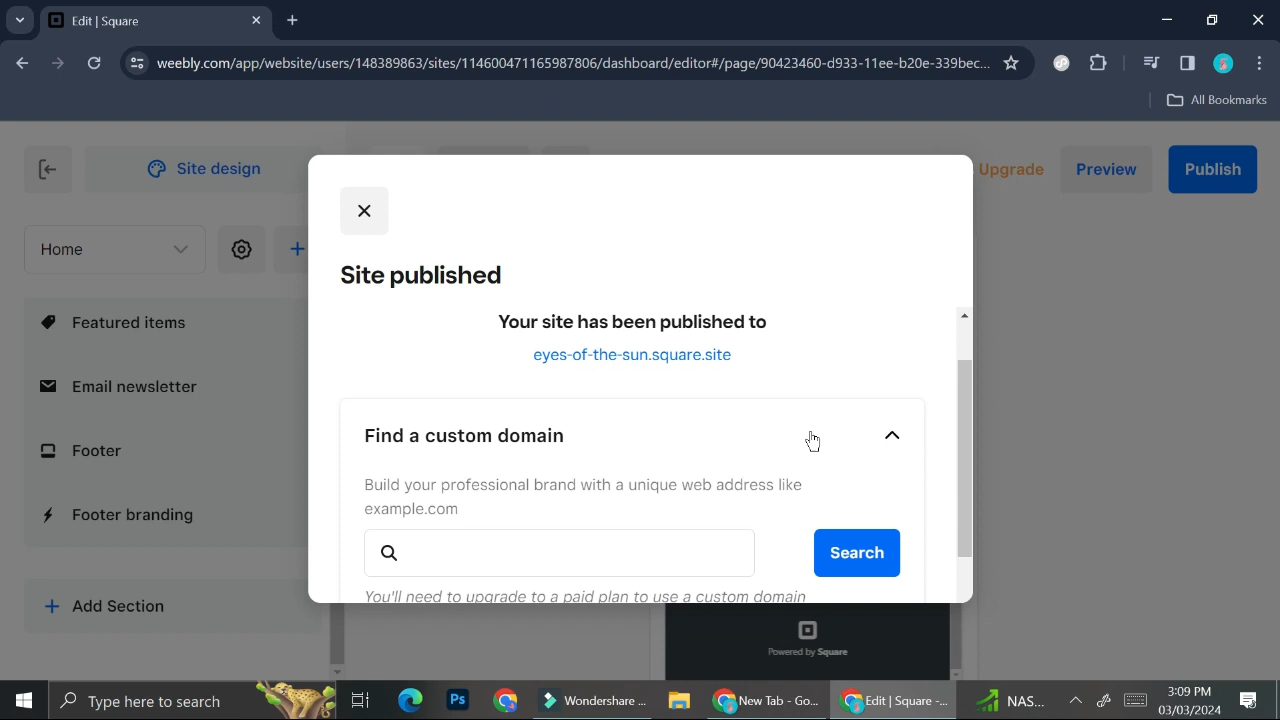 Edit | Square
weebly.com/app/website/users/148389863/sites/114600471165987806/dashboard/editor#/page/90423460-d933-11ee-b20e-339bec...
All Bookmarks
Site design
Upgrade
Preview
Publish
Home
Featured items
Email newsletter
Footer
Footer branding
Add Section
Site published
Your site has been published to
eyes-of-the-sun.square.site
Find a custom domain
Build your professional brand with a unique web address like
example.com
Search
You'll need to upgrade to a paid plan to use a custom domain
Powered by Square
Type here to search
Ps
Wondershare ...
New Tab - Go...
Edit | Square -...
NAS...
3:09 PM
03/03/2024